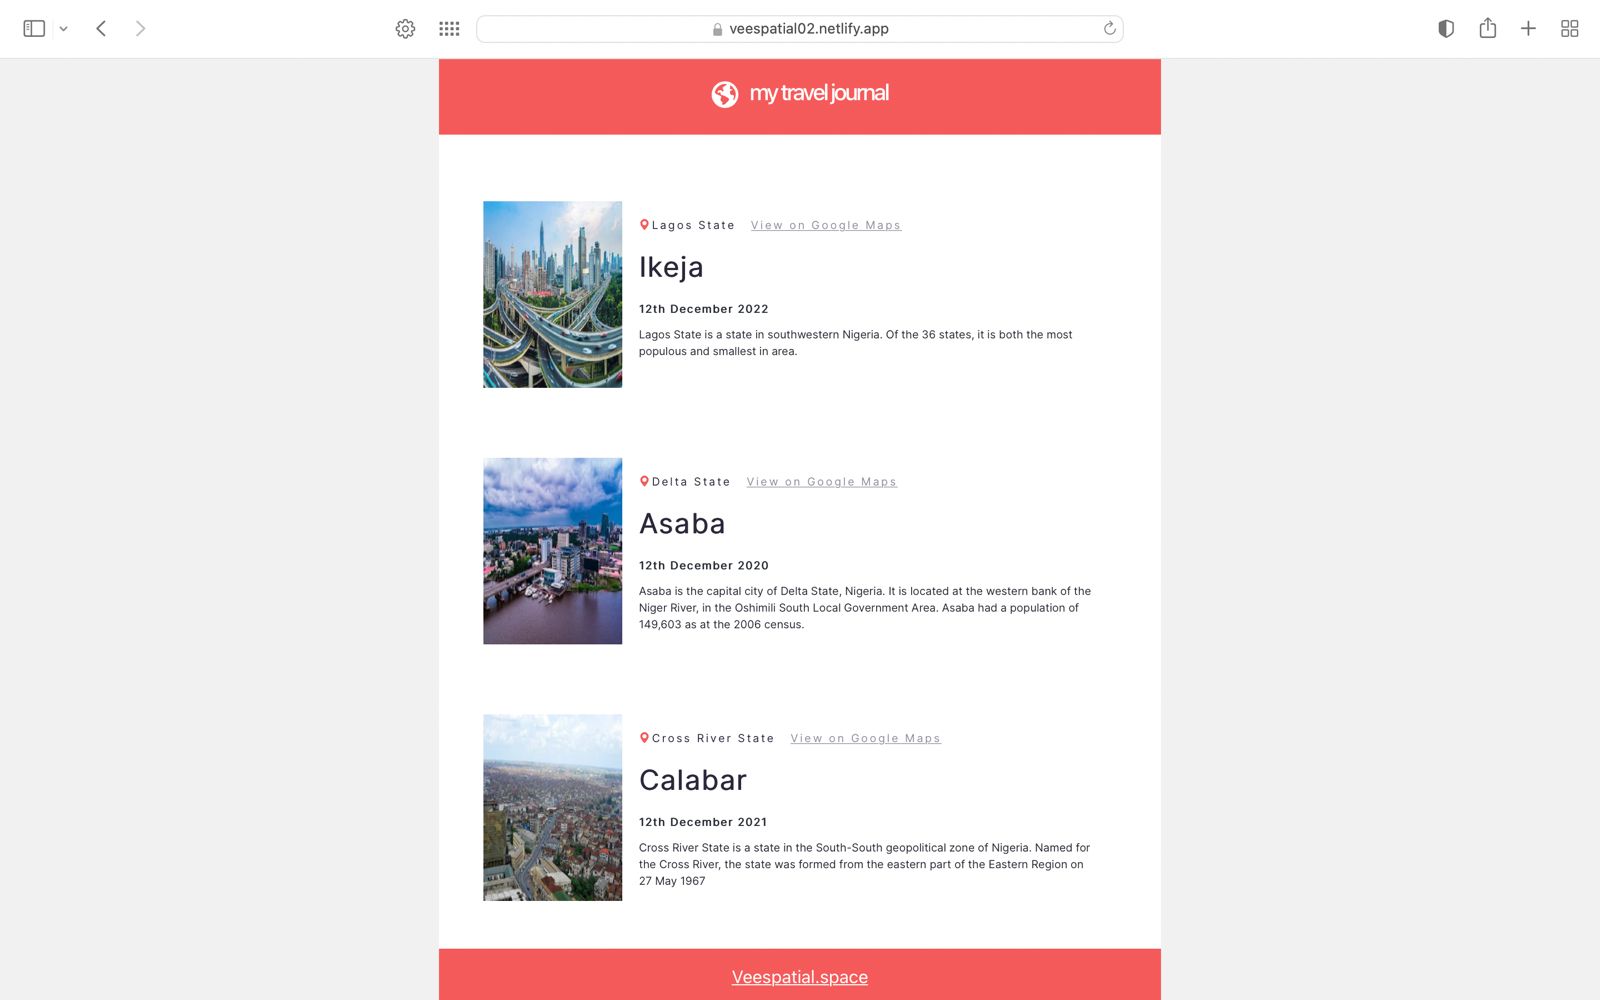 veespatial02.netlify.app
my travel journal
Lagos State View on Google Maps
Ikeja
12th December 2022
Lagos State is a state in southwestern Nigeria. Of the 36 states, it is both the most
populous and smallest in area.
Delta State View on Google Maps
Asaba
12th December 2020
Asaba is the capital city of Delta State, Nigeria. It is located at the western bank of the
Niger River, in the Oshimili South Local Government Area. Asaba had a population of
149,603 as at the 2006 census.
Cross River State View on Google Maps
Calabar
12th December 2021
Cross River State is a state in the South-South geopolitical zone of Nigeria. Named for
the Cross River, the state was formed from the eastern part of the Eastern Region on
27 May 1967
Veespatial.space